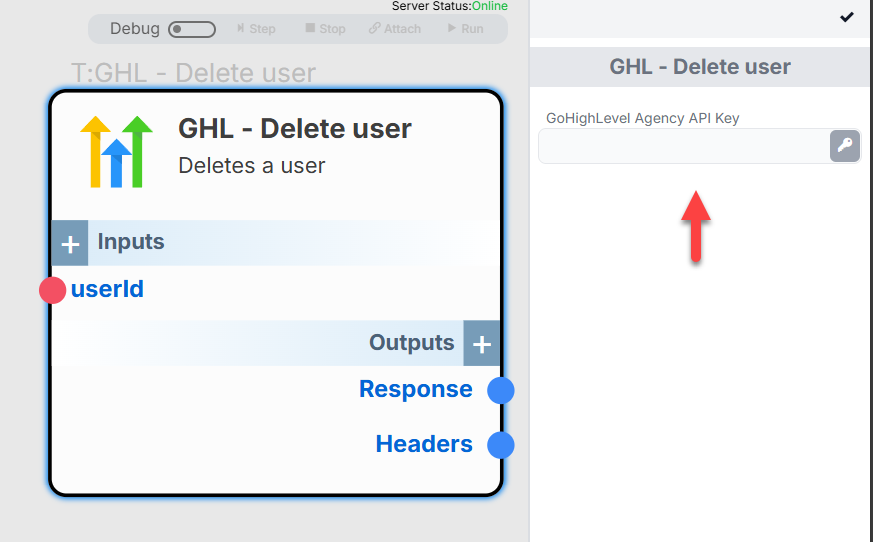 Server Status:Online
Debug Step Stop Attach Run
T:GHL - Delete user
GHL - Delete user
Deletes a user
+ Inputs
userId
Outputs +
Response
Headers
GHL - Delete user
GoHighLevel Agency API Key